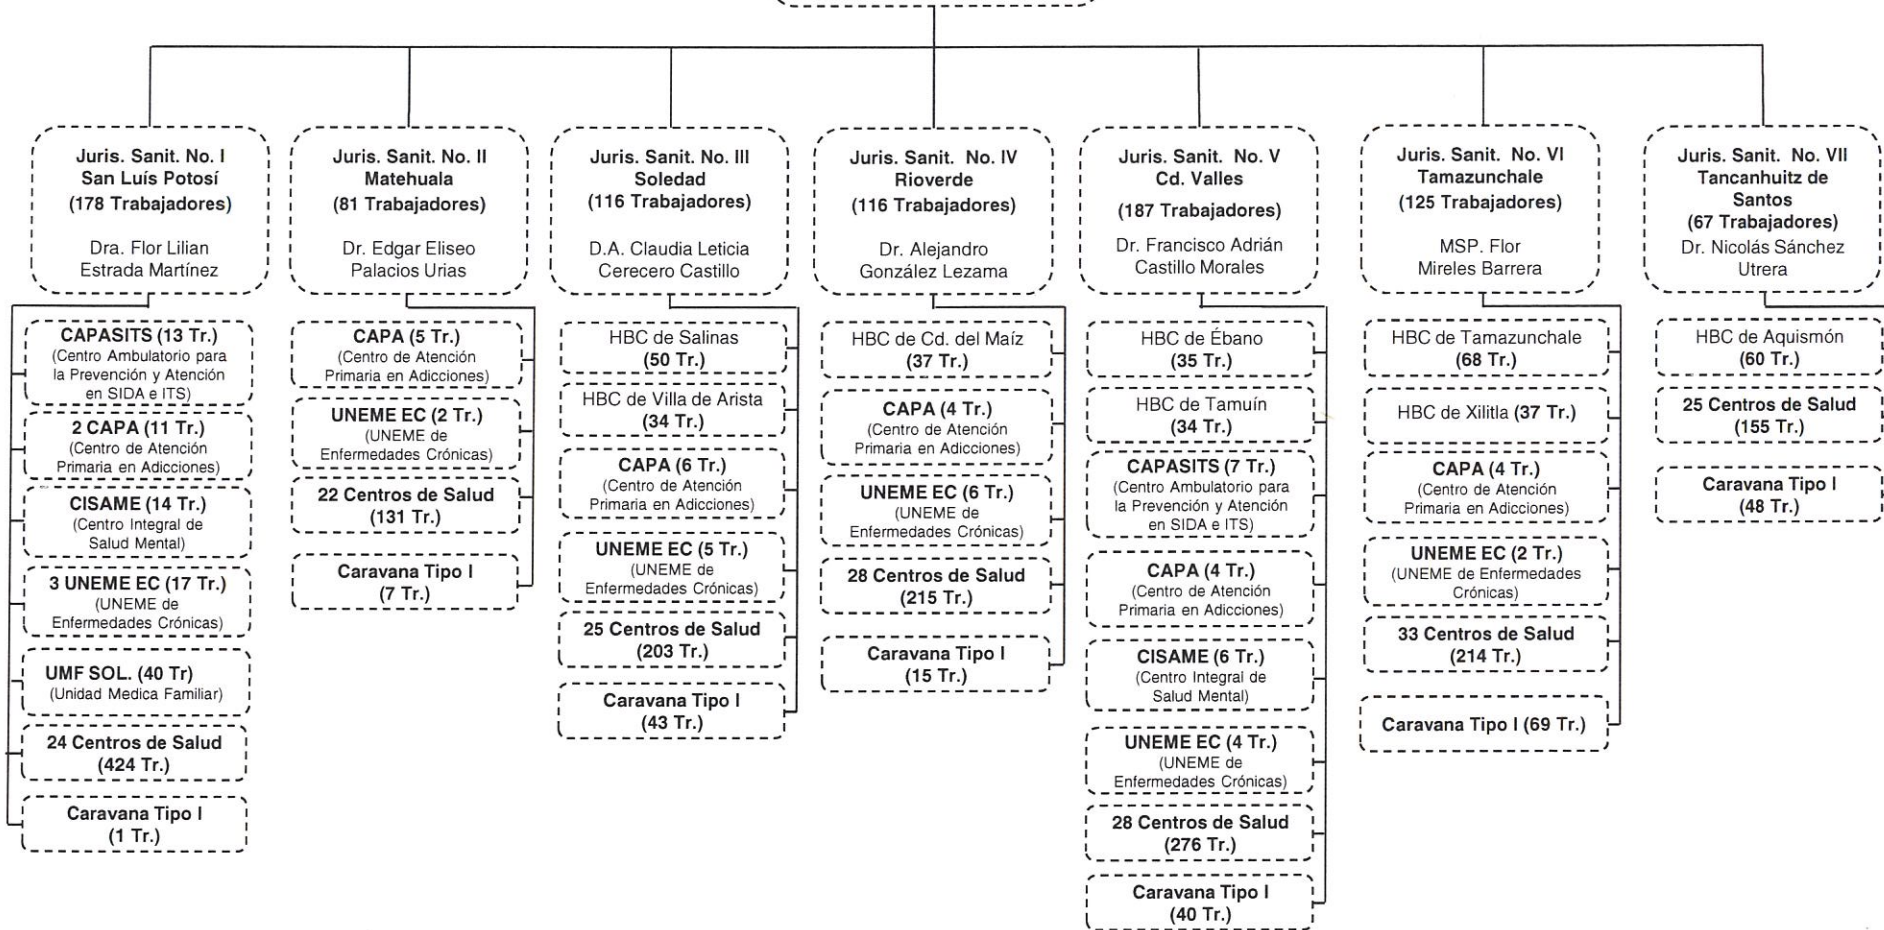 Juris. Sanit. No. I
San Luís Potosí
(178 Trabajadores)
Dra. Flor Lilian
Estrada Martínez
CAPASITS (13 Tr.)
(Centro Ambulatorio para
la Prevención y Atención
en SIDA e ITS)
2 CAPA (11 Tr.)
(Centro de Atención
Primaria en Adicciones)
CISAME (14 Tr.)
(Centro Integral de
Salud Mental)
3 UNEME EC (17 Tr.)
(UNEME de
Enfermedades Crónicas)
UMF SOL. (40 Tr)
(Unidad Medica Familiar)
24 Centros de Salud
(424 Tr.)
Caravana Tipo I
(1 Tr.)
Juris. Sanit. No. II
Matehuala
(81 Trabajadores)
Dr. Edgar Eliseo
Palacios Urias
CAPA (5 Tr.)
(Centro de Atención
Primaria en Adicciones)
UNEME EC (2 Tr.)
(UNEME de
Enfermedades Crónicas)
22 Centros de Salud
(131 Tr.)
Caravana Tipo I
(7 Tr.)
Juris. Sanit. No. III
Soledad
(116 Trabajadores)
D.A. Claudia Leticia
Cerecero Castillo
HBC de Salinas
(50 Tr.)
HBC de Villa de Arista
(34 Tr.)
CAPA (6 Tr.)
(Centro de Atención
Primaria en Adicciones)
UNEME EC (5 Tr.)
(UNEME de
Enfermedades Crónicas)
25 Centros de Salud
(203 Tr.)
Caravana Tipo I
(43 Tr.)
Juris. Sanit. No. IV
Rioverde
(116 Trabajadores)
Dr. Alejandro
González Lezama
HBC de Cd. del Maíz
(37 Tr.)
CAPA (4 Tr.)
(Centro de Atención
Primaria en Adicciones)
UNEME EC (6 Tr.)
(UNEME de
Enfermedades Crónicas)
28 Centros de Salud
(215 Tr.)
Caravana Tipo I
(15 Tr.)
Juris. Sanit. No. V
Cd. Valles
(187 Trabajadores)
Dr. Francisco Adrián
Castillo Morales
HBC de Ébano
(35 Tr.)
HBC de Tamuín
(34 Tr.)
CAPASITS (7 Tr.)
(Centro Ambulatorio para
la Prevención y Atención
en SIDA e ITS)
CAPA (4 Tr.)
(Centro de Atención
Primaria en Adicciones)
CISAME (6 Tr.)
(Centro Integral de
Salud Mental)
UNEME EC (4 Tr.)
(UNEME de
Enfermedades Crónicas)
28 Centros de Salud
(276 Tr.)
Caravana Tipo I
(40 Tr.)
Juris. Sanit. No. VI
Tamazunchale
(125 Trabajadores)
MSP. Flor
Mireles Barrera
HBC de Tamazunchale
(68 Tr.)
HBC de Xilitla (37 Tr.)
CAPA (4 Tr.)
(Centro de Atención
Primaria en Adicciones)
UNEME EC (2 Tr.)
(UNEME de Enfermedades
Crónicas)
33 Centros de Salud
(214 Tr.)
Caravana Tipo I (69 Tr.)
Juris. Sanit. No. VII
Tancanhuitz de
Santos
(67 Trabajadores)
Dr. Nicolás Sánchez
Utrera
HBC de Aquismón
(60 Tr.)
25 Centros de Salud
(155 Tr.)
Caravana Tipo I
(48 Tr.)